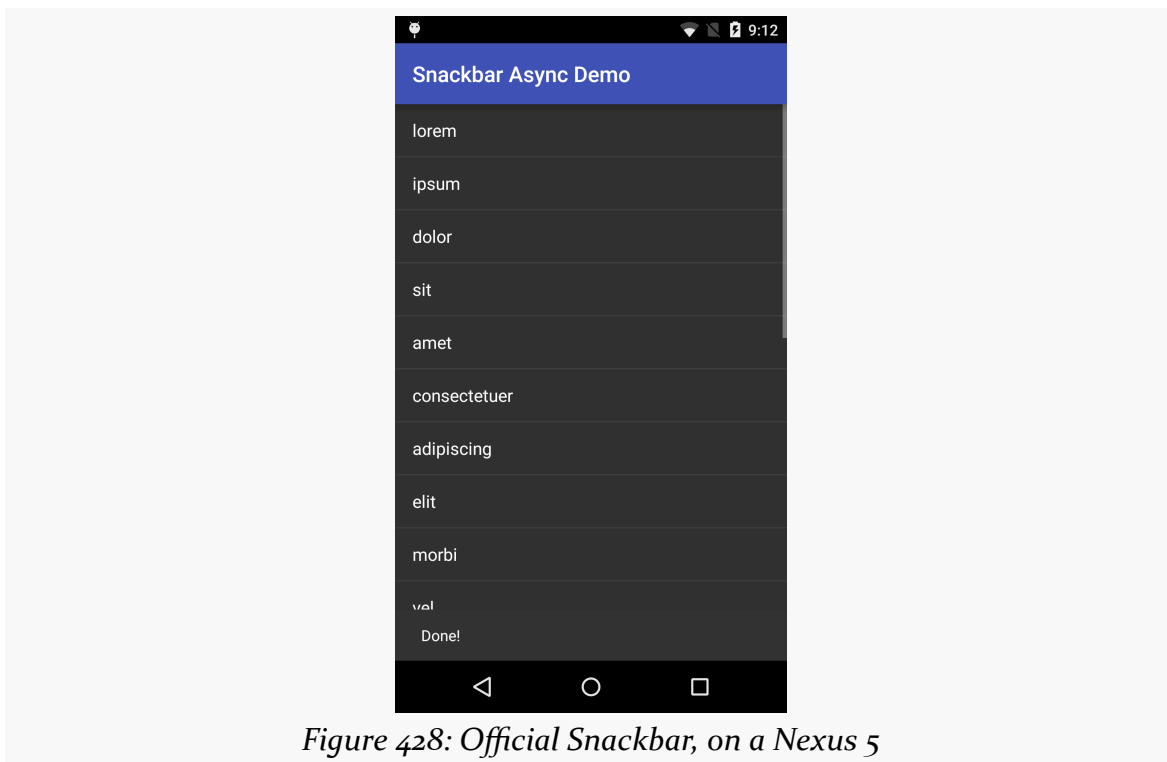 9:12
Snackbar Async Demo
lorem
ipsum
dolor
sit
amet
consectetuer
adipiscing
elit
morbi
vel
Done!
Figure 428: Official Snackbar, on a Nexus 5